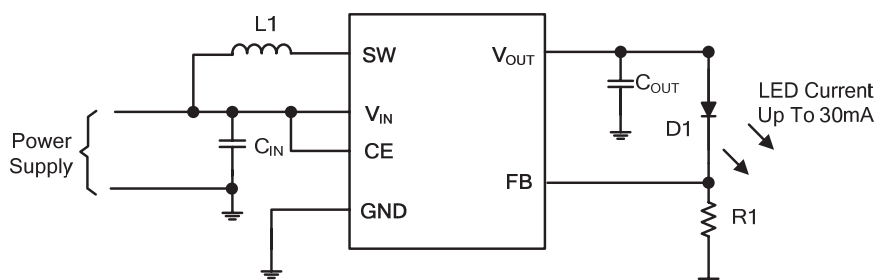 L1
SW
VOUT
COUT
LED Current
Up To 30mA
D1
Power
Supply
VIN
CIN
CE
FB
GND
R1